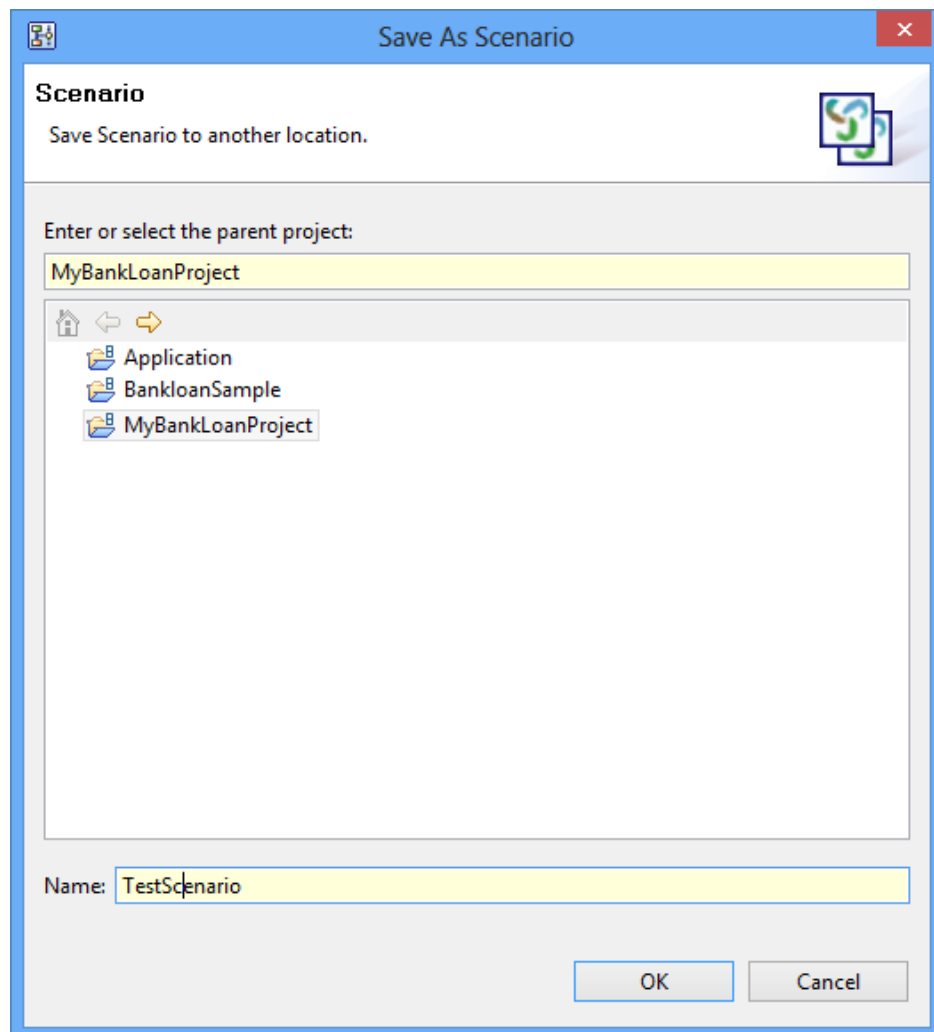 Save As Scenario
Scenario
Save Scenario to another location.
Enter or select the parent project:
MyBankLoanProject
Application
BankloanSample
MyBankLoanProject
Name: TestScenario
OK Cancel